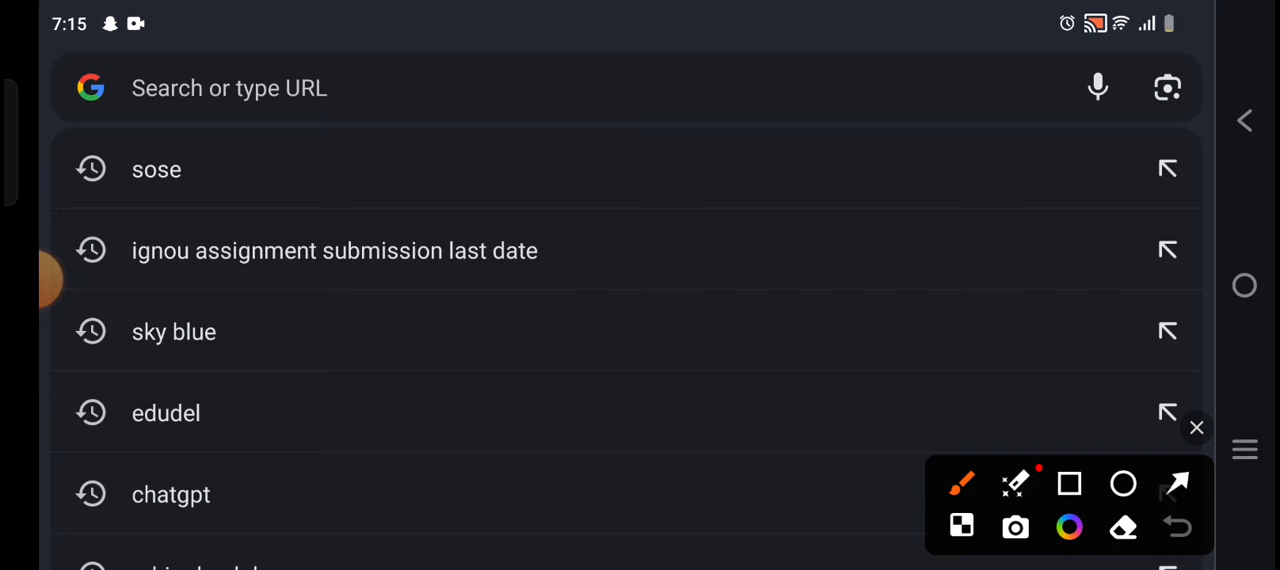 7:15
Search or type URL
sose
ignou assignment submission last date
sky blue
edudel
chatgpt